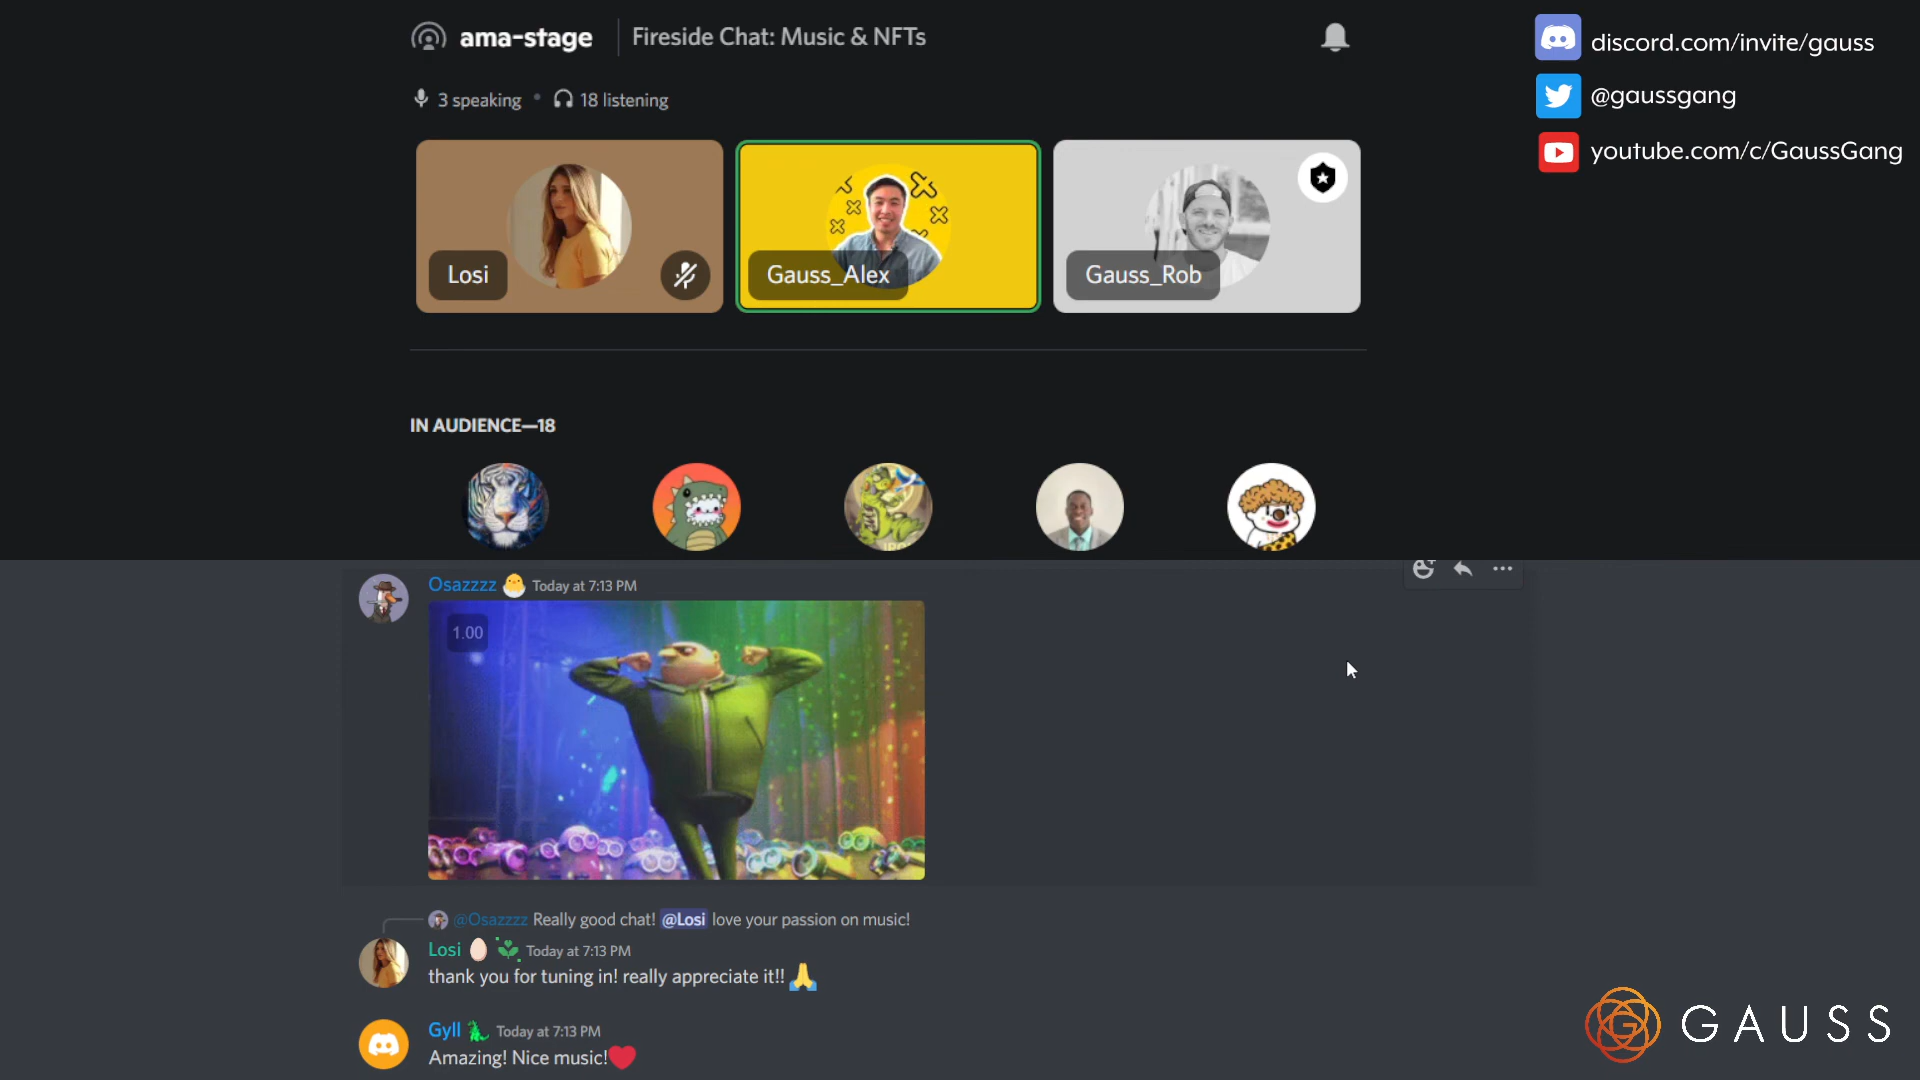 ama-stage
Fireside Chat: Music & NFTs
discord.com/invite/gauss
@gaussgang
youtube.com/c/GaussGang
3 speaking • 18 listening
Losi
Gauss_Alex
Gauss_Rob
IN AUDIENCE—18
Osazzzz Today at 7:13 PM
1.00
@Osazzzz Really good chat! @Losi love your passion on music!
Losi Today at 7:13 PM
thank you for tuning in! really appreciate it!! 🙏
Gyll Today at 7:13 PM
Amazing! Nice music!❤️
G GAUSS